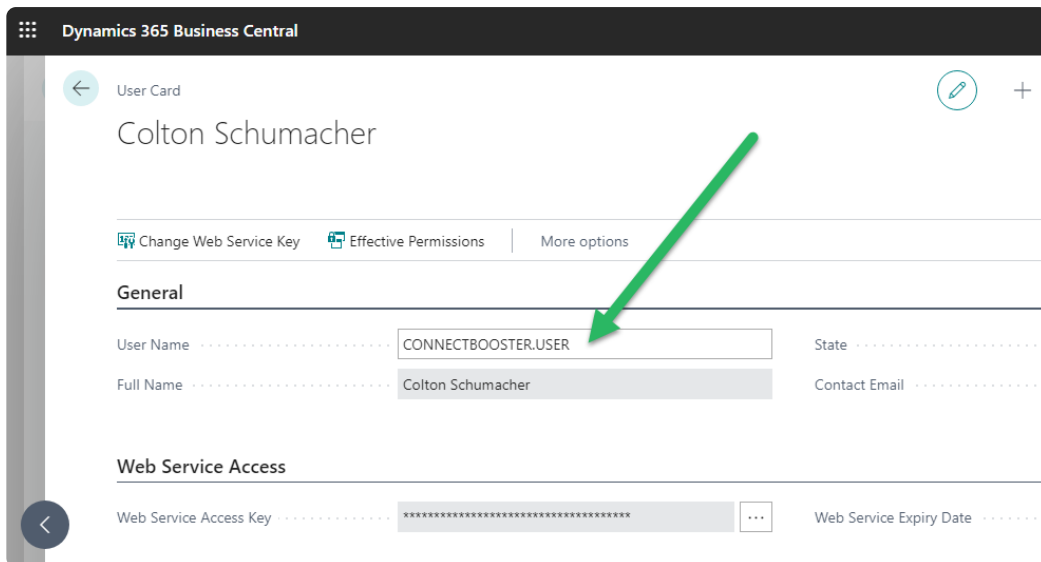 Dynamics 365 Business Central
User Card
Colton Schumacher
Change Web Service Key Effective Permissions More options
General
User Name CONNECTBOOSTER.USER State
Full Name Colton Schumacher Contact Email
Web Service Access
Web Service Access Key ************************************* ... Web Service Expiry Date